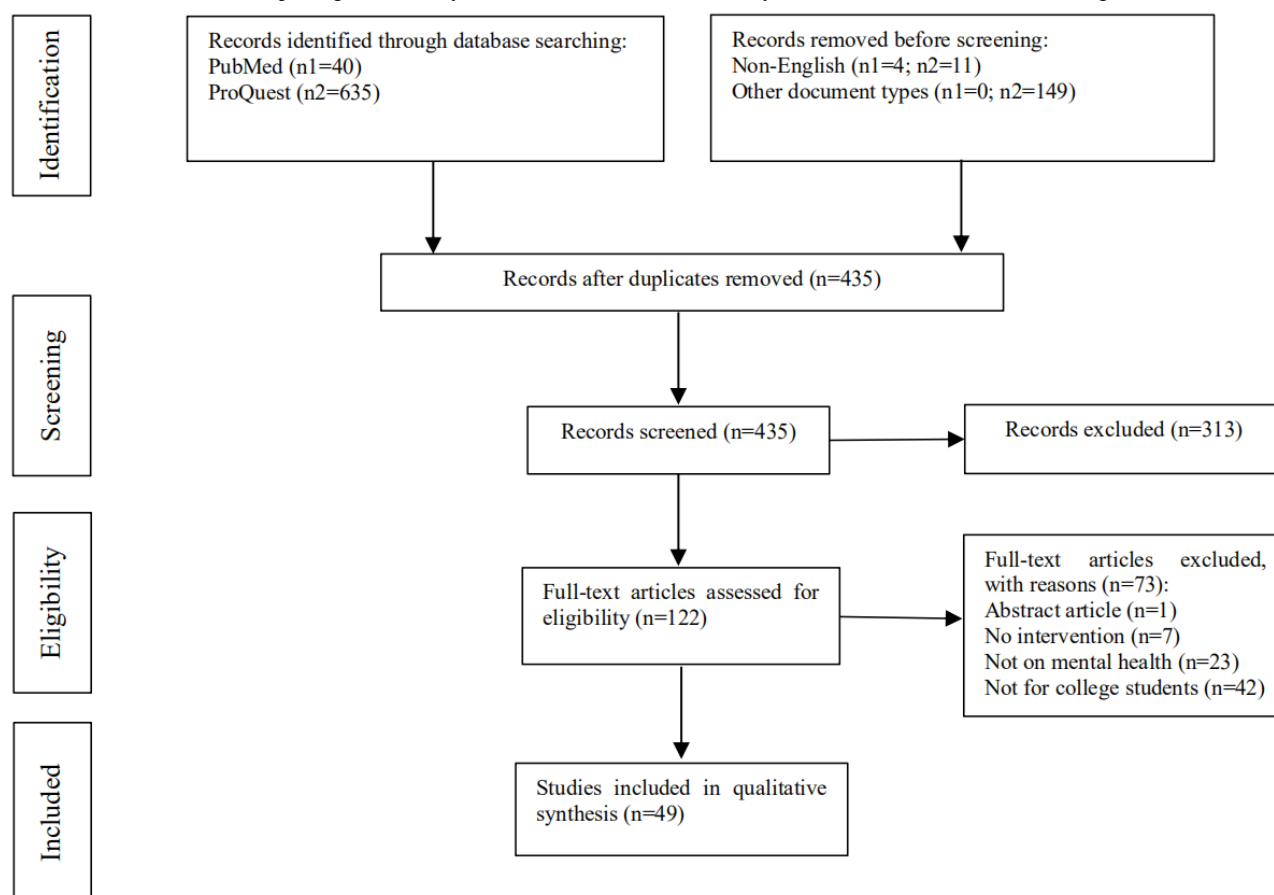 Identification
Records identified through database searching:
PubMed (n1=40)
ProQuest (n2=635)
Records removed before screening:
Non-English (n1=4; n2=11)
Other document types (n1=0; n2=149)
Records after duplicates removed (n=435)
Screening
Records screened (n=435)
Records excluded (n=313)
Eligibility
Full-text articles assessed for
eligibility (n=122)
Full-text articles excluded,
with reasons (n=73):
Abstract article (n=1)
No intervention (n=7)
Not on mental health (n=23)
Not for college students (n=42)
Included
Studies included in qualitative
synthesis (n=49)